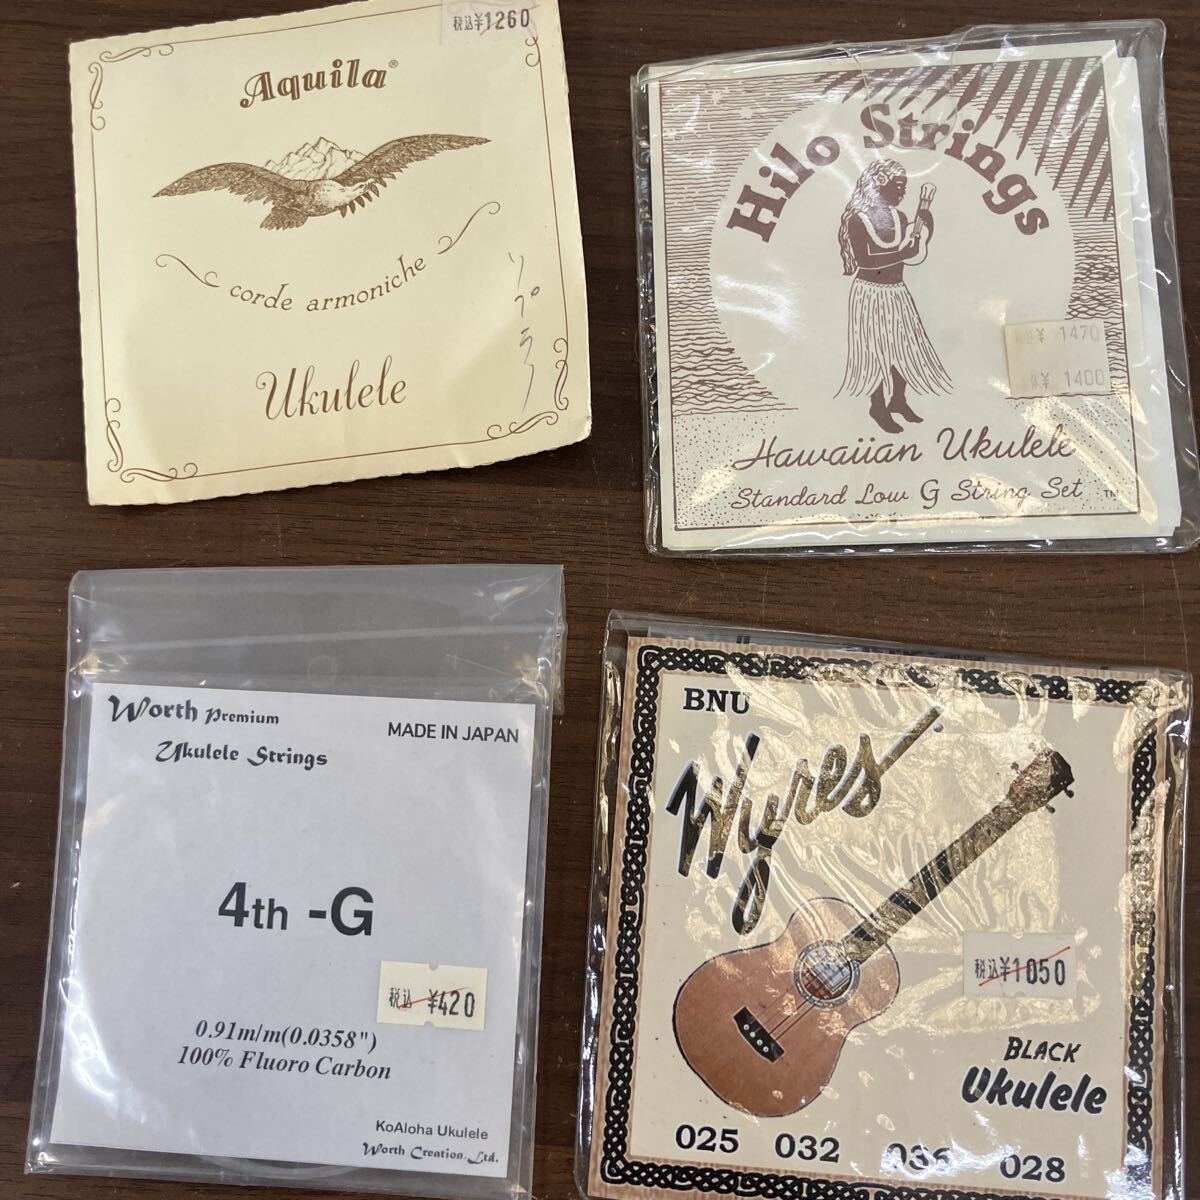 税込¥1260
Aquila®
corde armoniche
Ukulele
ソプラノ
Hilo Strings
¥ 1470
¥ 1400
Hawaiian Ukulele
Standard Low G String Set ™
Worth Premium
Ukulele Strings
MADE IN JAPAN
4th -G
税込 ¥420
0.91m/m(0.0358")
100% Fluoro Carbon
KoAloha Ukulele
Worth Creation, Ltd.
BNU
Wyres
税込¥1050
BLACK
Ukulele
025 032 036 028